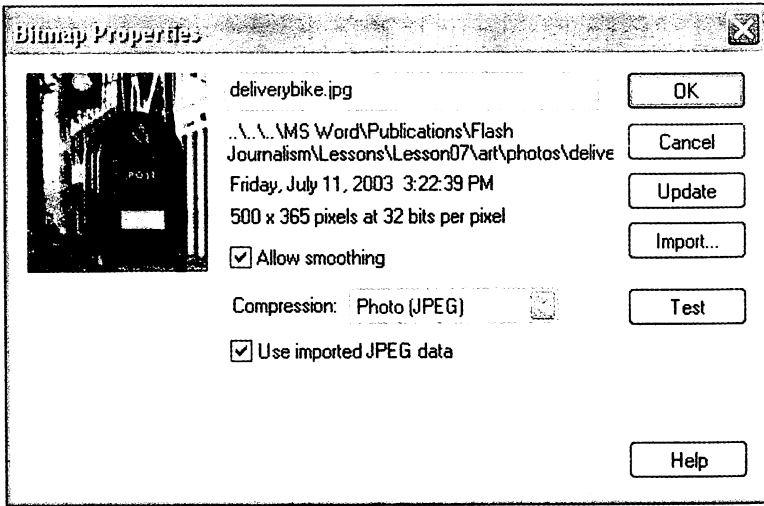 Bitmap Properties
deliverybike.jpg
..\..\..\MS Word\Publications\Flash
Journalism\Lessons\Lesson07\art\photos\delive
Friday, July 11, 2003 3:22:39 PM
500 x 365 pixels at 32 bits per pixel
Allow smoothing
Compression: Photo (JPEG)
Use imported JPEG data
OK
Cancel
Update
Import...
Test
Help
POST